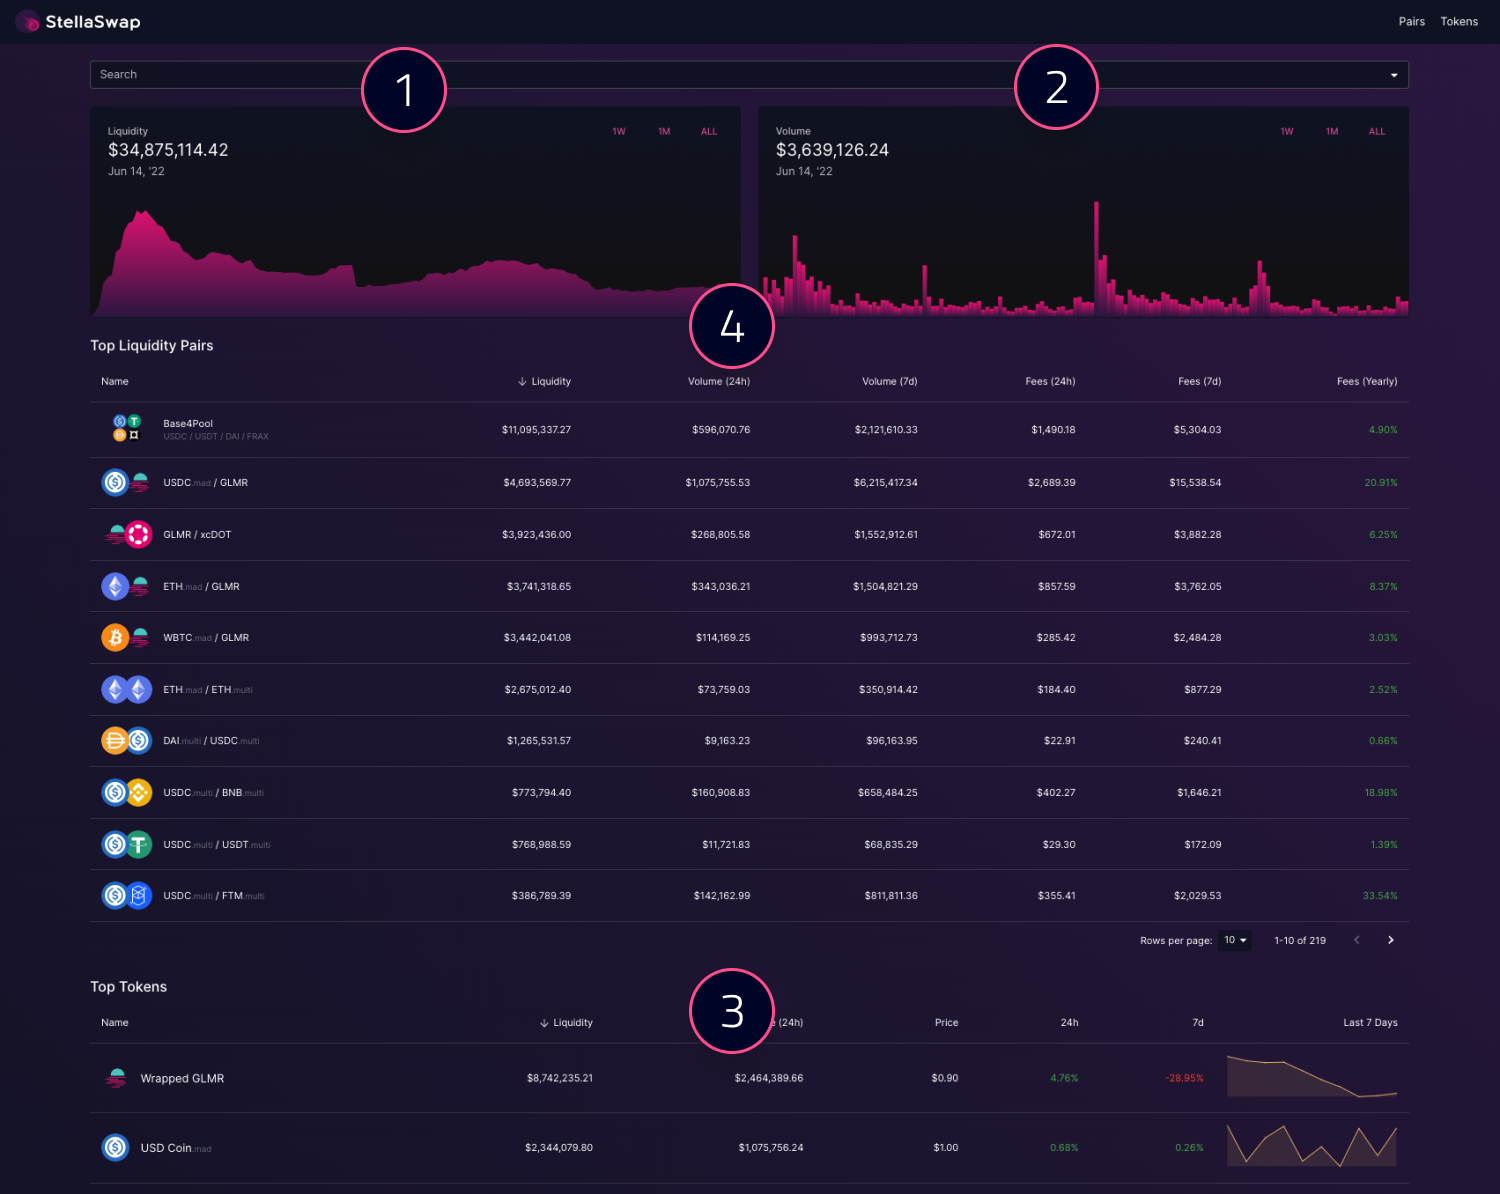 StellaSwap
Pairs Tokens
Search
1
2
Liquidity 1W 1M ALL
$34,875,114.42
Jun 14, '22
Volume 1W 1M ALL
$3,639,126.24
Jun 14, '22
4
Top Liquidity Pairs
Name Liquidity Volume (24h) Volume (7d) Fees (24h) Fees (7d) Fees (Yearly)
Base4Pool
USDC / USDT / DAI / FRAX
$11,095,337.27 $596,070.76 $2,121,610.33 $1,490.18 $5,304.03 4.90%
USDC.mad / GLMR $4,693,569.77 $1,075,755.53 $6,215,417.34 $2,689.39 $15,538.54 20.91%
GLMR / xcDOT $3,923,436.00 $268,805.58 $1,552,912.61 $672.01 $3,882.28 6.25%
ETH.mad / GLMR $3,741,318.65 $343,036.21 $1,504,821.29 $857.59 $3,762.05 8.37%
WBTC.mad / GLMR $3,442,041.08 $114,169.25 $993,712.73 $285.42 $2,484.28 3.03%
ETH.mad / ETH.multi $2,675,012.40 $73,759.03 $350,914.42 $184.40 $877.29 2.52%
DAI.multi / USDC.multi $1,265,531.57 $9,163.23 $96,163.95 $22.91 $240.41 0.66%
USDC.multi / BNB.multi $773,794.40 $160,908.83 $658,484.25 $402.27 $1,646.21 18.98%
USDC.multi / USDT.multi $768,988.59 $11,721.83 $68,835.29 $29.30 $172.09 1.39%
USDC.multi / FTM.multi $386,789.39 $142,162.99 $811,811.36 $355.41 $2,029.53 33.54%
Rows per page: 10 1-10 of 219
Top Tokens
3
Name Liquidity (24h) Price 24h 7d Last 7 Days
Wrapped GLMR $8,742,235.21 $2,464,389.66 $0.90 4.76% -28.95%
USD Coin.mad $2,344,079.80 $1,075,756.24 $1.00 0.68% 0.26%